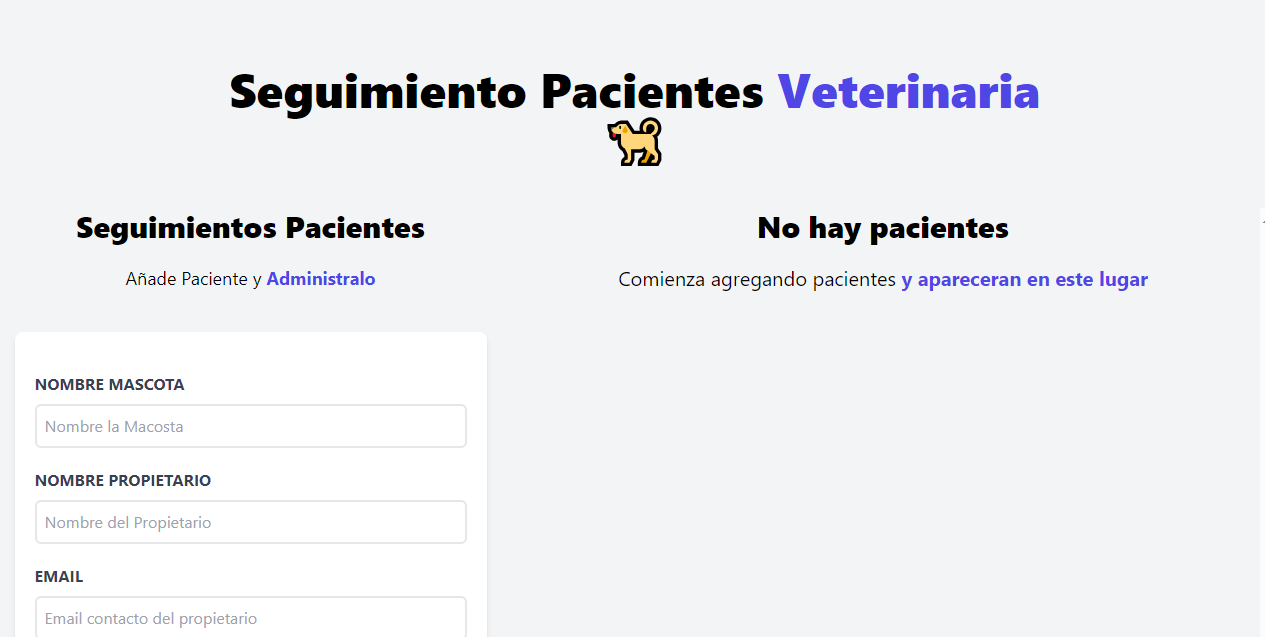 Seguimiento Pacientes Veterinaria
Seguimientos Pacientes
Añade Paciente y Administralo
No hay pacientes
Comienza agregando pacientes y apareceran en este lugar
NOMBRE MASCOTA
Nombre la Macosta
NOMBRE PROPIETARIO
Nombre del Propietario
EMAIL
Email contacto del propietario